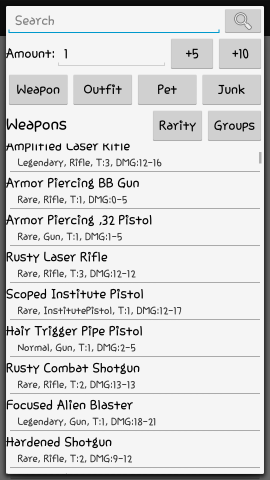 Search
Amount: 1 +5 +10
Weapon Outfit Pet Junk
Weapons Rarity Groups
Amplified Laser Rifle
Legendary, Rifle, T:3, DMG:12-16
Armor Piercing BB Gun
Rare, Rifle, T:1, DMG:0-5
Armor Piercing .32 Pistol
Rare, Gun, T:1, DMG:1-5
Rusty Laser Rifle
Rare, Rifle, T:3, DMG:12-12
Scoped Institute Pistol
Rare, InstitutePistol, T:1, DMG:12-17
Hair Trigger Pipe Pistol
Normal, Gun, T:1, DMG:2-5
Rusty Combat Shotgun
Rare, Rifle, T:2, DMG:13-13
Focused Alien Blaster
Legendary, Gun, T:1, DMG:18-21
Hardened Shotgun
Rare, Rifle, T:2, DMG:9-12